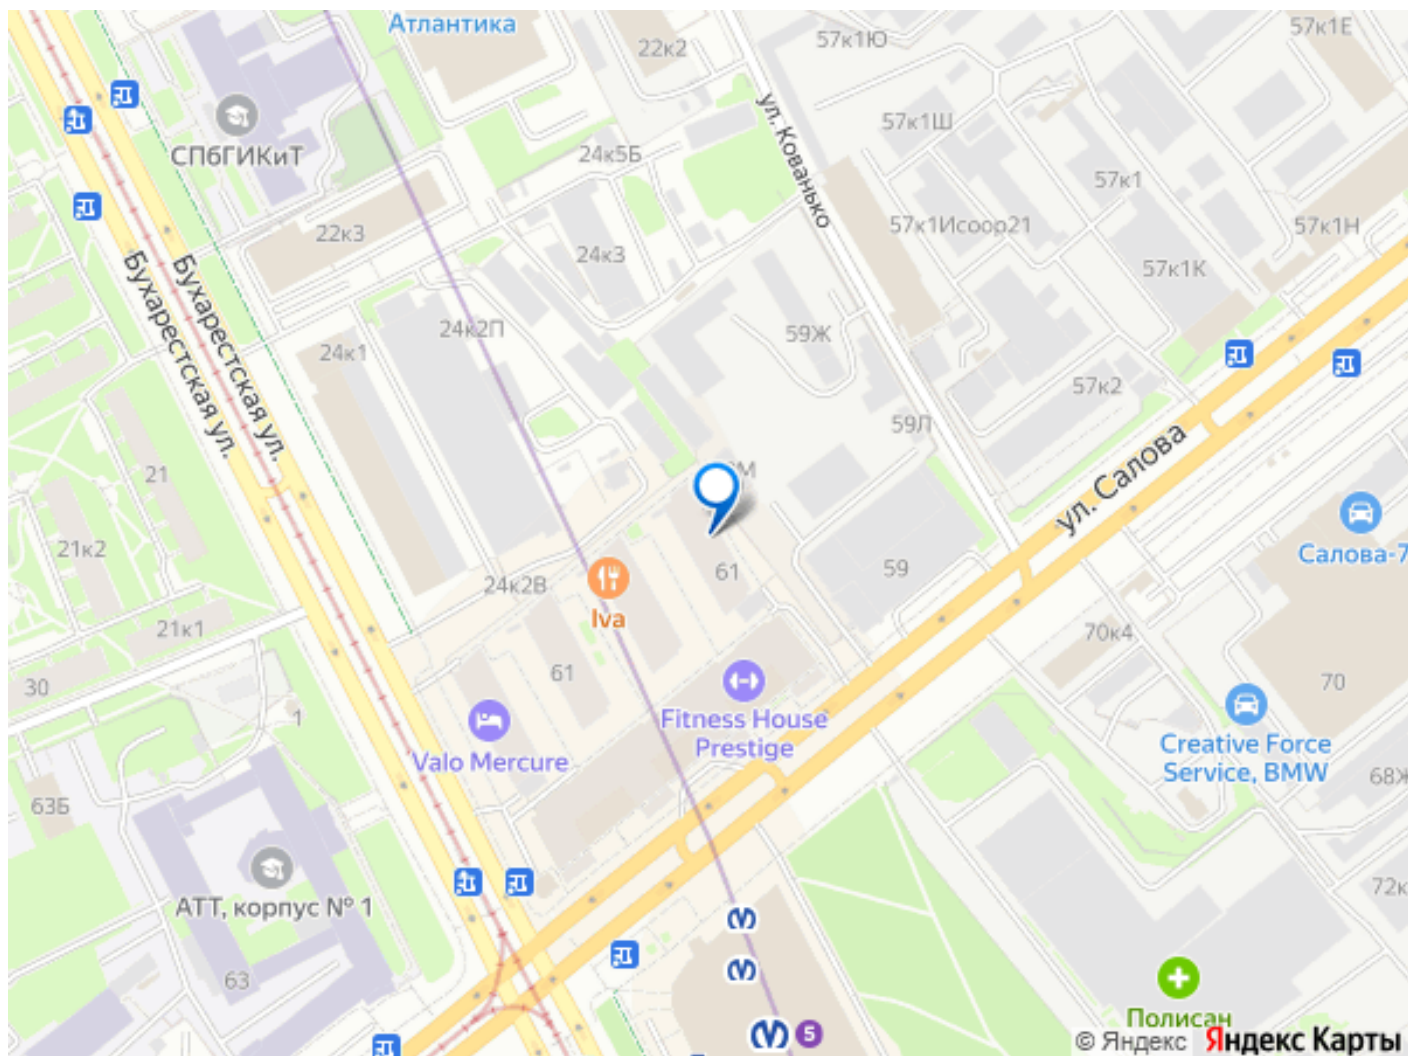 Атлантика
22к2
57к1Ю
57к1Е
ул. Кованько
57к1Ш
СПбГИКиТ
24к5Б
57к1
22к3
24к3
57к1Исоор21
57к1Н
57к1К
Бухарестская ул.
Бухарестская ул.
24к2П
59Ж
24к1
57к2
59Л
21
ул. Салова
21к2
61
59
Салова-7
24к2В
Iva
21к1
70к4
30
61
70
1
Fitness House
Prestige
Valo Mercure
Creative Force
Service, BMW
68Ж
63Б
АТТ, корпус № 1
72к
63
Полисан
5
© Яндекс
Яндекс Карты